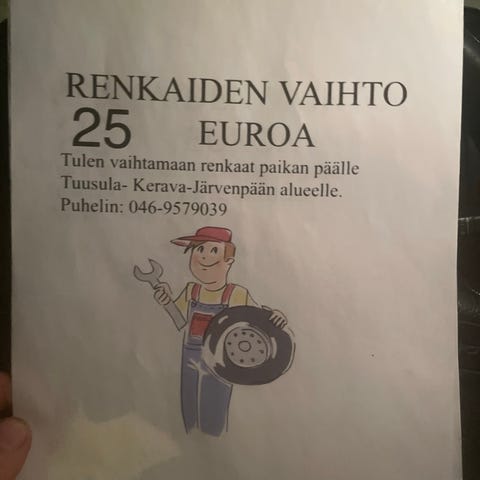 RENKAIDEN VAIHTO
25 EUROA
Tulen vaihtamaan renkaat paikan päälle
Tuusula- Kerava-Järvenpään alueelle.
Puhelin: 046-9579039